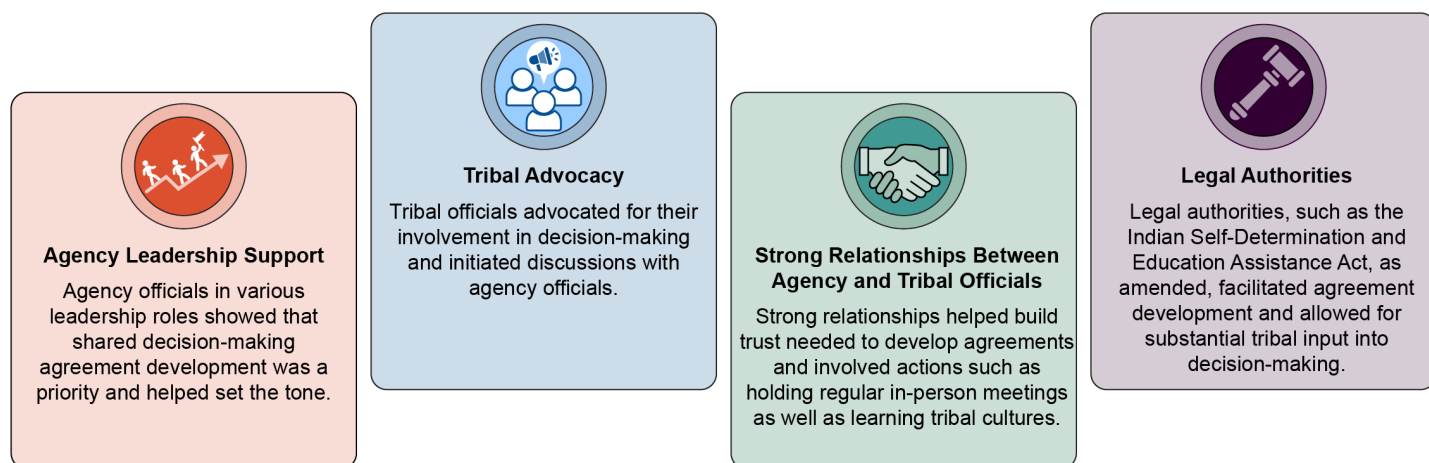 Agency Leadership Support
Agency officials in various
leadership roles showed that
shared decision-making
agreement development was a
priority and helped set the tone.
Tribal Advocacy
Tribal officials advocated for their
involvement in decision-making
and initiated discussions with
agency officials.
Strong Relationships Between
Agency and Tribal Officials
Strong relationships helped build
trust needed to develop agreements
and involved actions such as
holding regular in-person meetings
as well as learning tribal cultures.
Legal Authorities
Legal authorities, such as the
Indian Self-Determination and
Education Assistance Act, as
amended, facilitated agreement
development and allowed for
substantial tribal input into
decision-making.